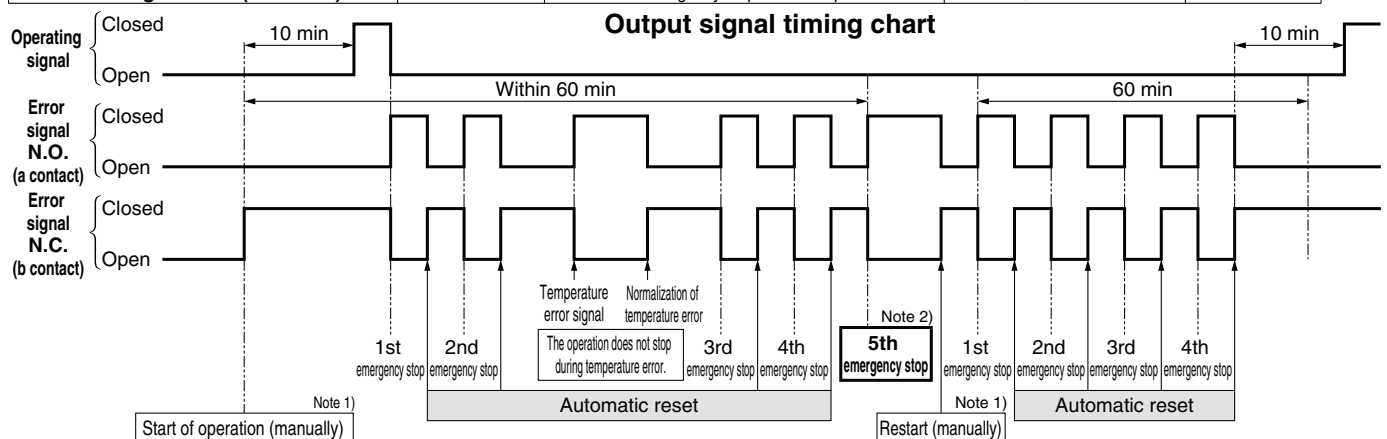 Output signal timing chart
Operating
signal
Closed
Open
10 min
10 min
Within 60 min
60 min
Error
signal
N.O.
(a contact)
Closed
Open
Error
signal
N.C.
(b contact)
Closed
Open
Temperature
error signal
Normalization of
temperature error
The operation does not stop
during temperature error.
1st
emergency stop
2nd
emergency stop
3rd
emergency stop
4th
emergency stop
Note 2)
5th
emergency stop
1st
emergency stop
2nd
emergency stop
3rd
emergency stop
4th
emergency stop
Automatic reset
Automatic reset
Note 1)
Start of operation (manually)
Note 1)
Restart (manually)